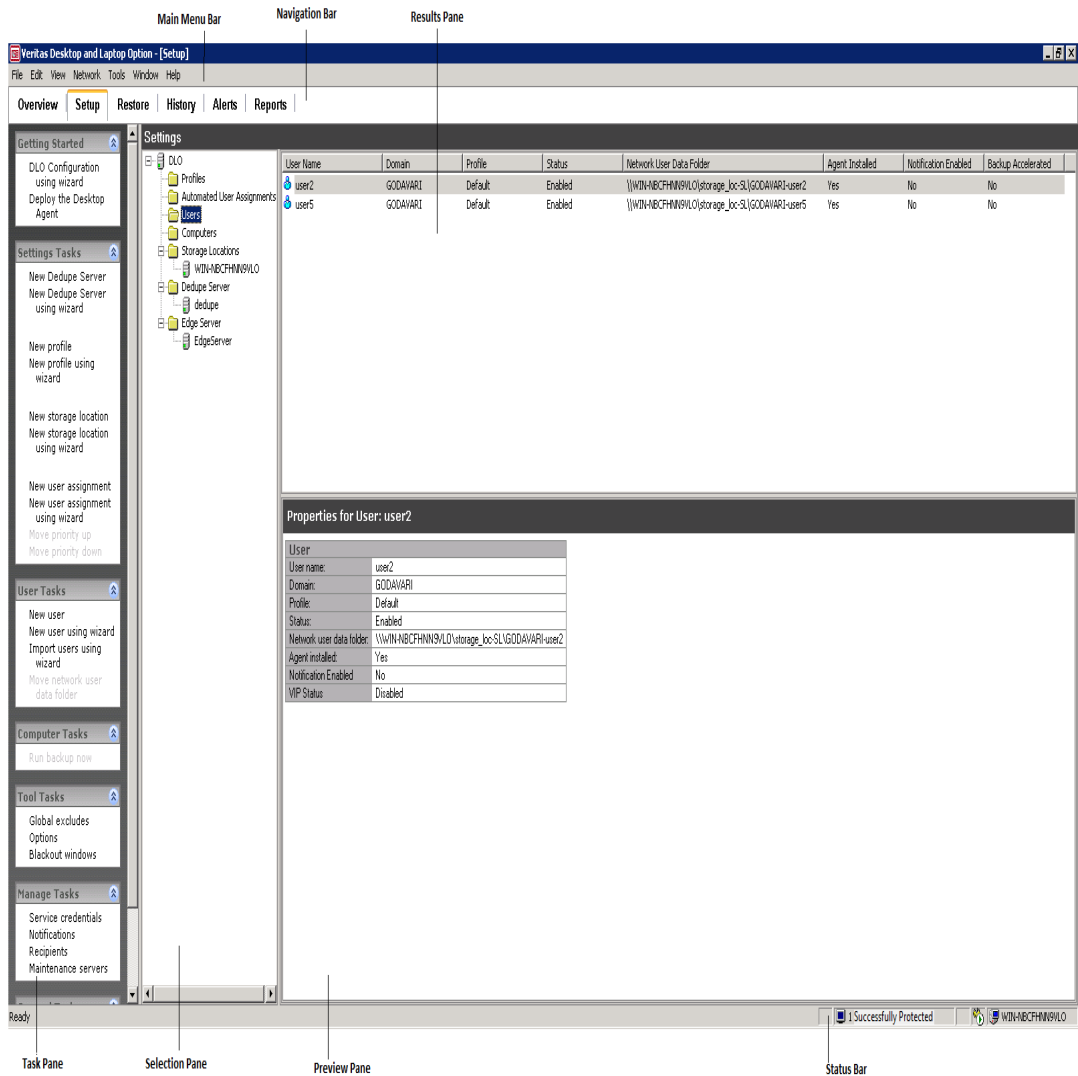 Main Menu Bar
Navigation Bar
Results Pane
Veritas Desktop and Laptop Option - [Setup]
File Edit View Network Tools Window Help
Overview Setup Restore History Alerts Reports
Getting Started
DLO Configuration
using wizard
Deploy the Desktop
Agent
Settings Tasks
New Dedupe Server
New Dedupe Server
using wizard
New profile
New profile using
wizard
New storage location
New storage location
using wizard
New user assignment
New user assignment
using wizard
Move priority up
Move priority down
User Tasks
New user
New user using wizard
Import users using
wizard
Move network user
data folder
Computer Tasks
Run backup now
Tool Tasks
Global excludes
Options
Blackout windows
Manage Tasks
Service credentials
Notifications
Recipients
Maintenance servers
Settings
DLO
Profiles
Automated User Assignments
Users
Computers
Storage Locations
WIN-NBCFHNN9VLO
Dedupe Server
dedupe
Edge Server
EdgeServer
User Name Domain Profile Status Network User Data Folder Agent Installed Notification Enabled Backup Accelerated
user2 GODAVARI Default Enabled \\WIN-NBCFHNN9VLO\storage_loc-SL\GODAVARI-user2 Yes No No
user5 GODAVARI Default Enabled \\WIN-NBCFHNN9VLO\storage_loc-SL\GODAVARI-user5 Yes No No
Properties for User: user2
User
User name: user2
Domain: GODAVARI
Profile: Default
Status: Enabled
Network user data folder: \\WIN-NBCFHNN9VLO\storage_loc-SL\GODAVARI-user2
Agent installed: Yes
Notification Enabled No
VIP Status Disabled
Ready
1 Successfully Protected
WIN-NBCFHNN9VLO
Task Pane
Selection Pane
Preview Pane
Status Bar